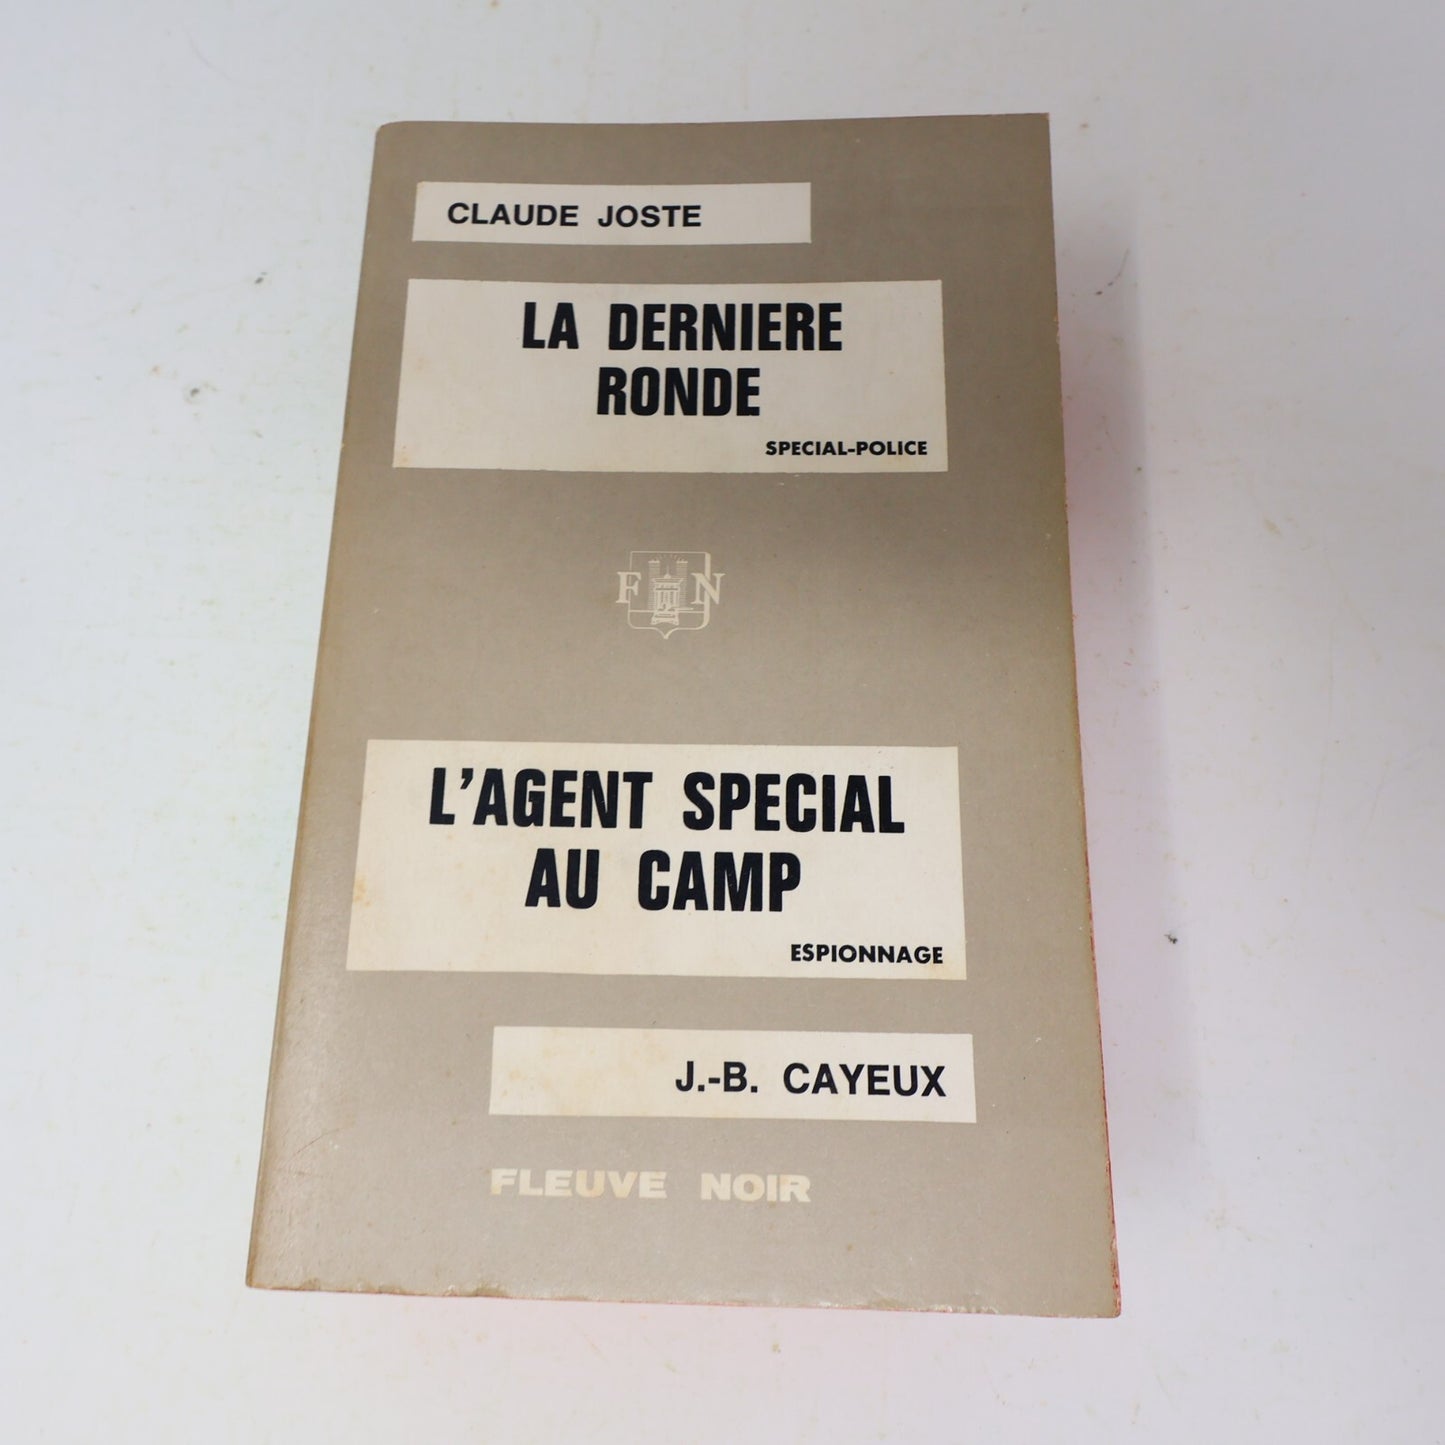 CLAUDE JOSTE
LA DERNIERE
RONDE
SPECIAL-POLICE
F N
L'AGENT SPECIAL
AU CAMP
ESPIONNAGE
J.-B. CAYEUX
FLEUVE NOIR